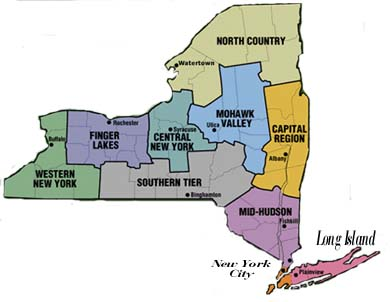 NORTH COUNTRY
Watertown
MOHAWK
VALLEY
Utica
Rochester
FINGER
LAKES
Syracuse
CENTRAL
NEW YORK
CAPITAL
REGION
Albany
Buffalo
WESTERN
NEW YORK
SOUTHERN TIER
Binghamton
MID-HUDSON
Fishkill
Long Island
New York
City
Plainview